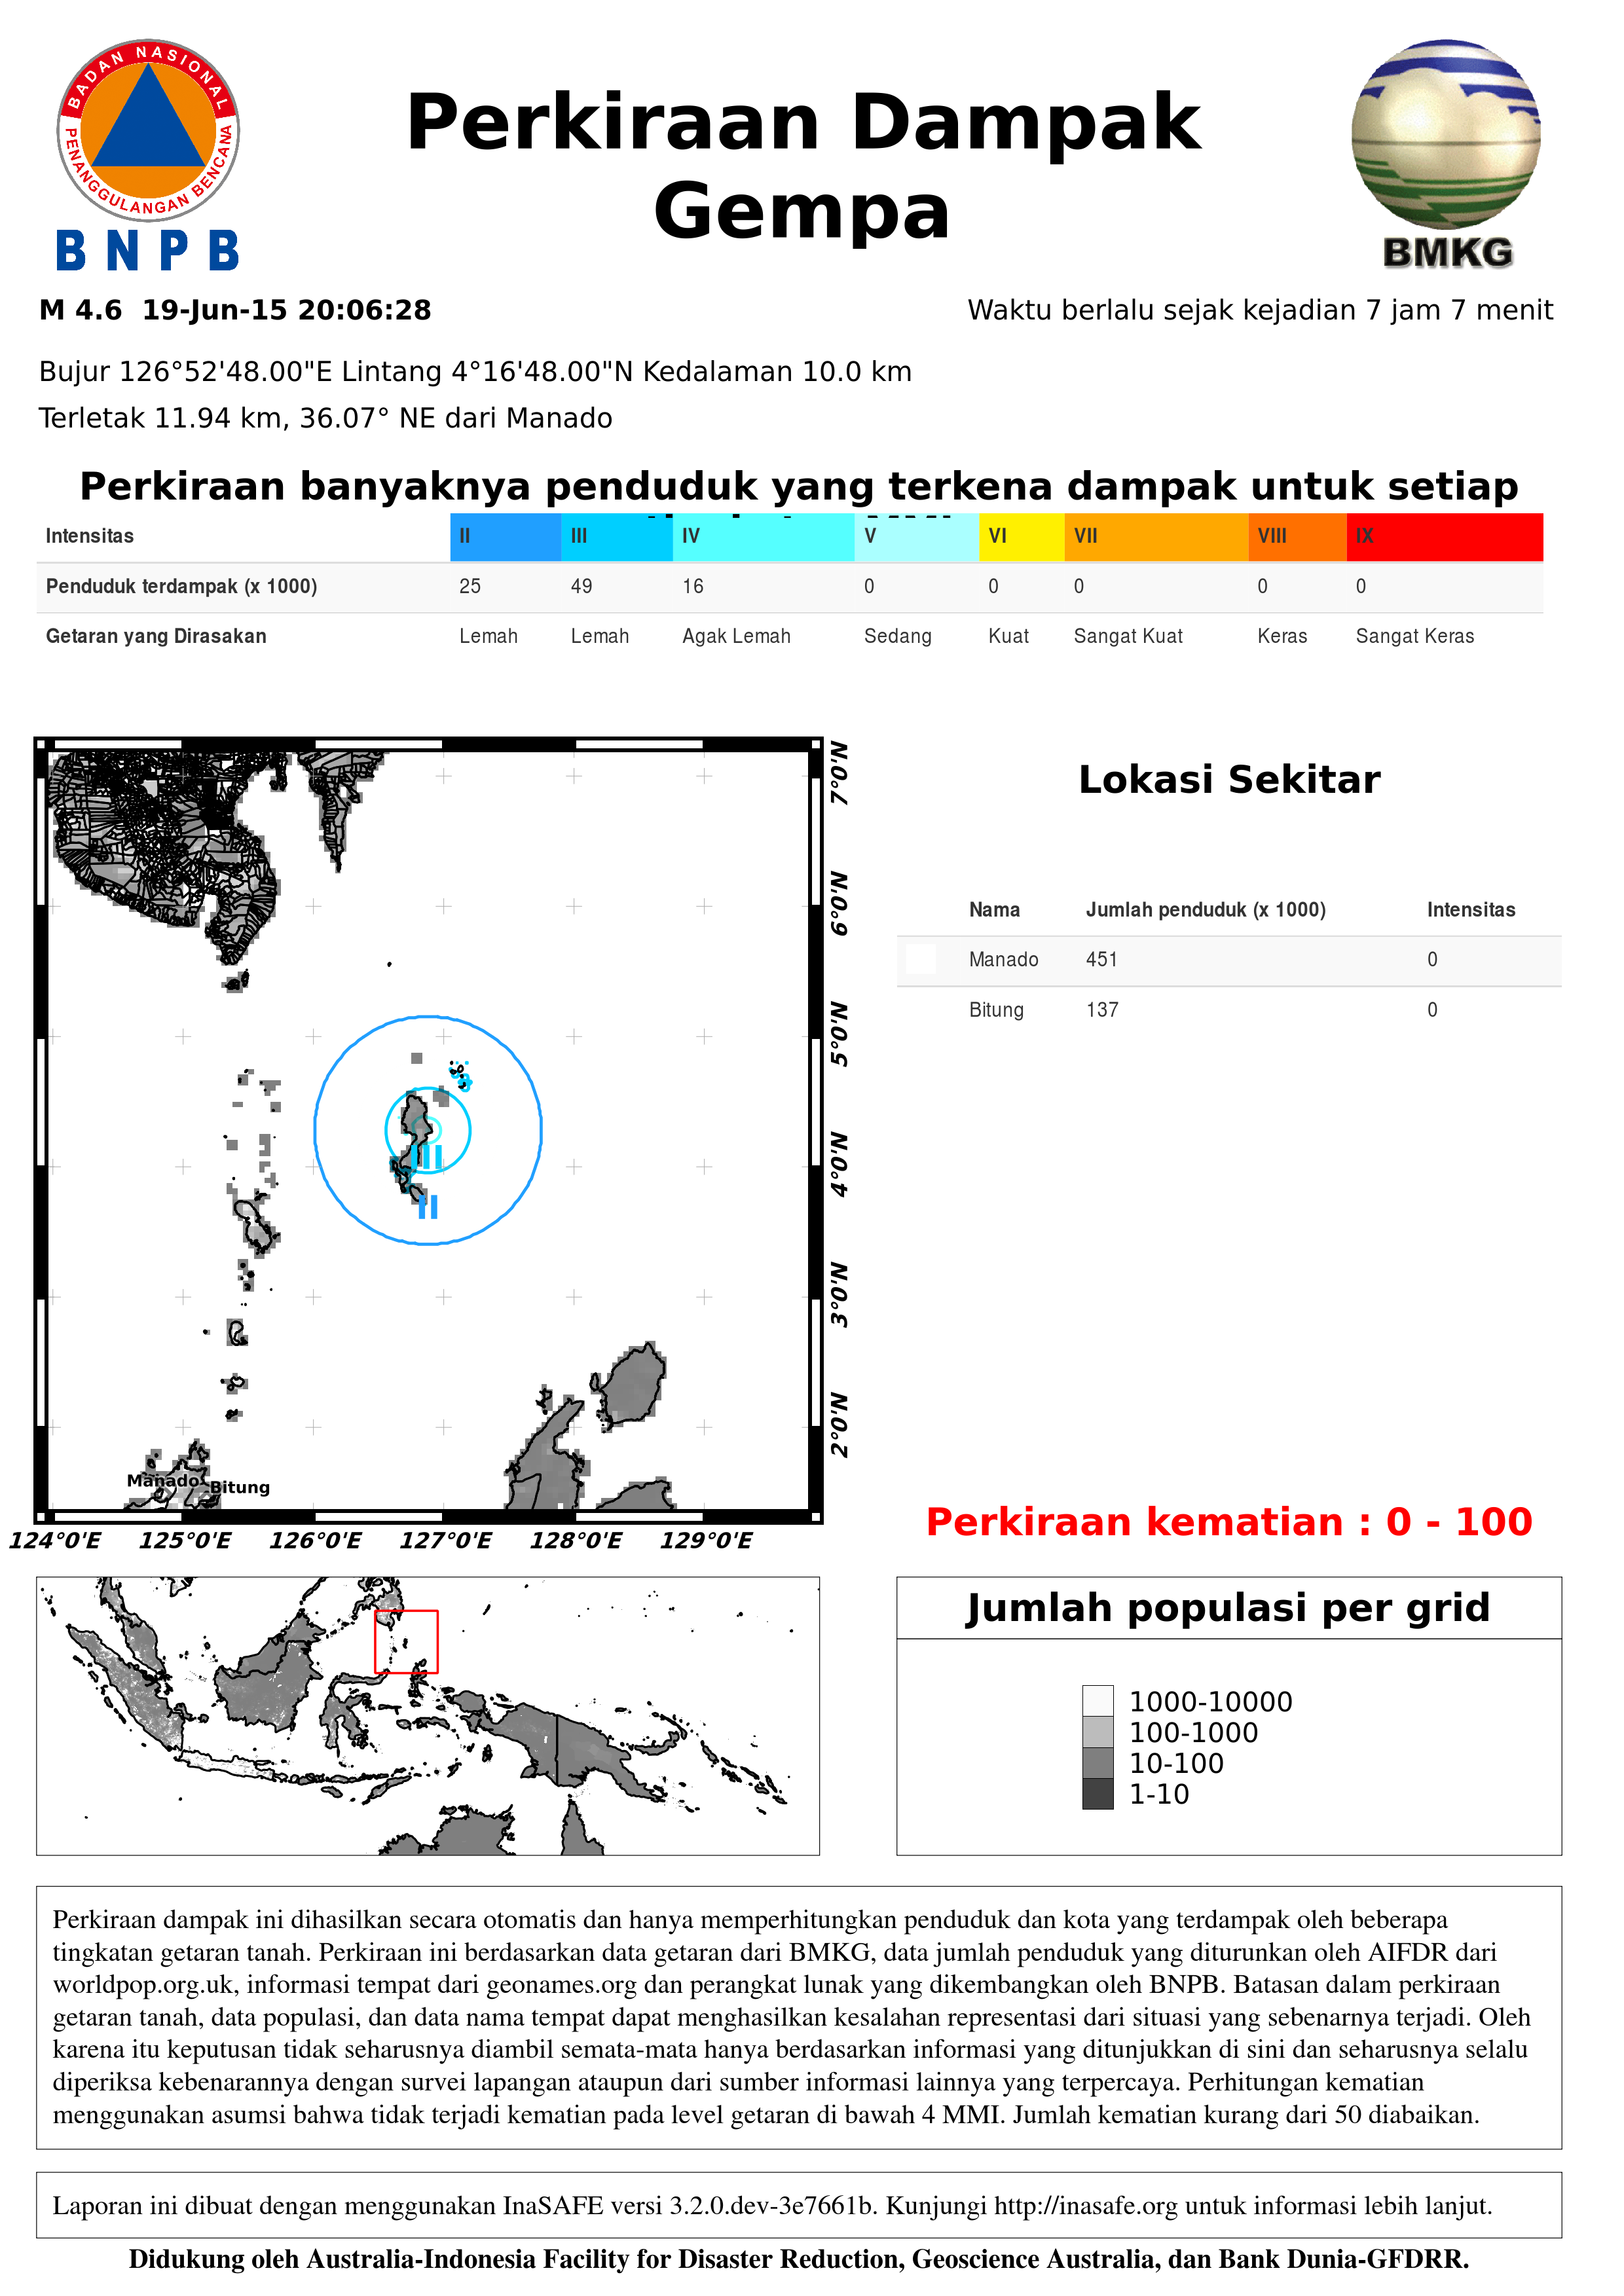 BADAN NASIONAL
PENANGGULANGAN BENCANA
BNPB
Perkiraan Dampak
Gempa
BMKG
M 4.6  19-Jun-15 20:06:28
Waktu berlalu sejak kejadian 7 jam 7 menit
Bujur 126°52'48.00"E Lintang 4°16'48.00"N Kedalaman 10.0 km
Terletak 11.94 km, 36.07° NE dari Manado
Perkiraan banyaknya penduduk yang terkena dampak untuk setiap
Intensitas II III IV V VI VII VIII IX
Penduduk terdampak (x 1000) 25 49 16 0 0 0 0 0
Getaran yang Dirasakan Lemah Lemah Agak Lemah Sedang Kuat Sangat Kuat Keras Sangat Keras
Lokasi Sekitar
Nama Jumlah penduduk (x 1000) Intensitas
Manado 451 0
Bitung 137 0
7°0'N
6°0'N
5°0'N
4°0'N
3°0'N
2°0'N
III
II
Manado
Bitung
124°0'E 125°0'E 126°0'E 127°0'E 128°0'E 129°0'E
Perkiraan kematian : 0 - 100
Jumlah populasi per grid
1000-10000
100-1000
10-100
1-10
Perkiraan dampak ini dihasilkan secara otomatis dan hanya memperhitungkan penduduk dan kota yang terdampak oleh beberapa
tingkatan getaran tanah. Perkiraan ini berdasarkan data getaran dari BMKG, data jumlah penduduk yang diturunkan oleh AIFDR dari
worldpop.org.uk, informasi tempat dari geonames.org dan perangkat lunak yang dikembangkan oleh BNPB. Batasan dalam perkiraan
getaran tanah, data populasi, dan data nama tempat dapat menghasilkan kesalahan representasi dari situasi yang sebenarnya terjadi. Oleh
karena itu keputusan tidak seharusnya diambil semata-mata hanya berdasarkan informasi yang ditunjukkan di sini dan seharusnya selalu
diperiksa kebenarannya dengan survei lapangan ataupun dari sumber informasi lainnya yang terpercaya. Perhitungan kematian
menggunakan asumsi bahwa tidak terjadi kematian pada level getaran di bawah 4 MMI. Jumlah kematian kurang dari 50 diabaikan.
Laporan ini dibuat dengan menggunakan InaSAFE versi 3.2.0.dev-3e7661b. Kunjungi http://inasafe.org untuk informasi lebih lanjut.
Didukung oleh Australia-Indonesia Facility for Disaster Reduction, Geoscience Australia, dan Bank Dunia-GFDRR.